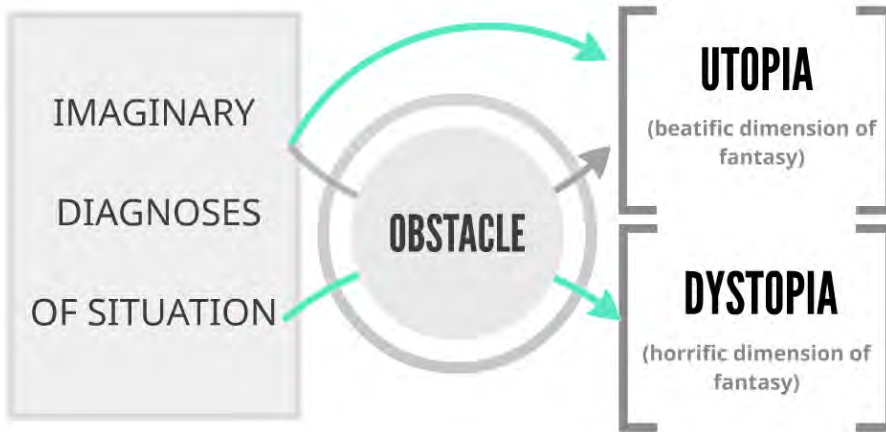 IMAGINARY
DIAGNOSES
OF SITUATION
OBSTACLE
UTOPIA
(beatific dimension of
fantasy)
DYSTOPIA
(horrific dimension of
fantasy)